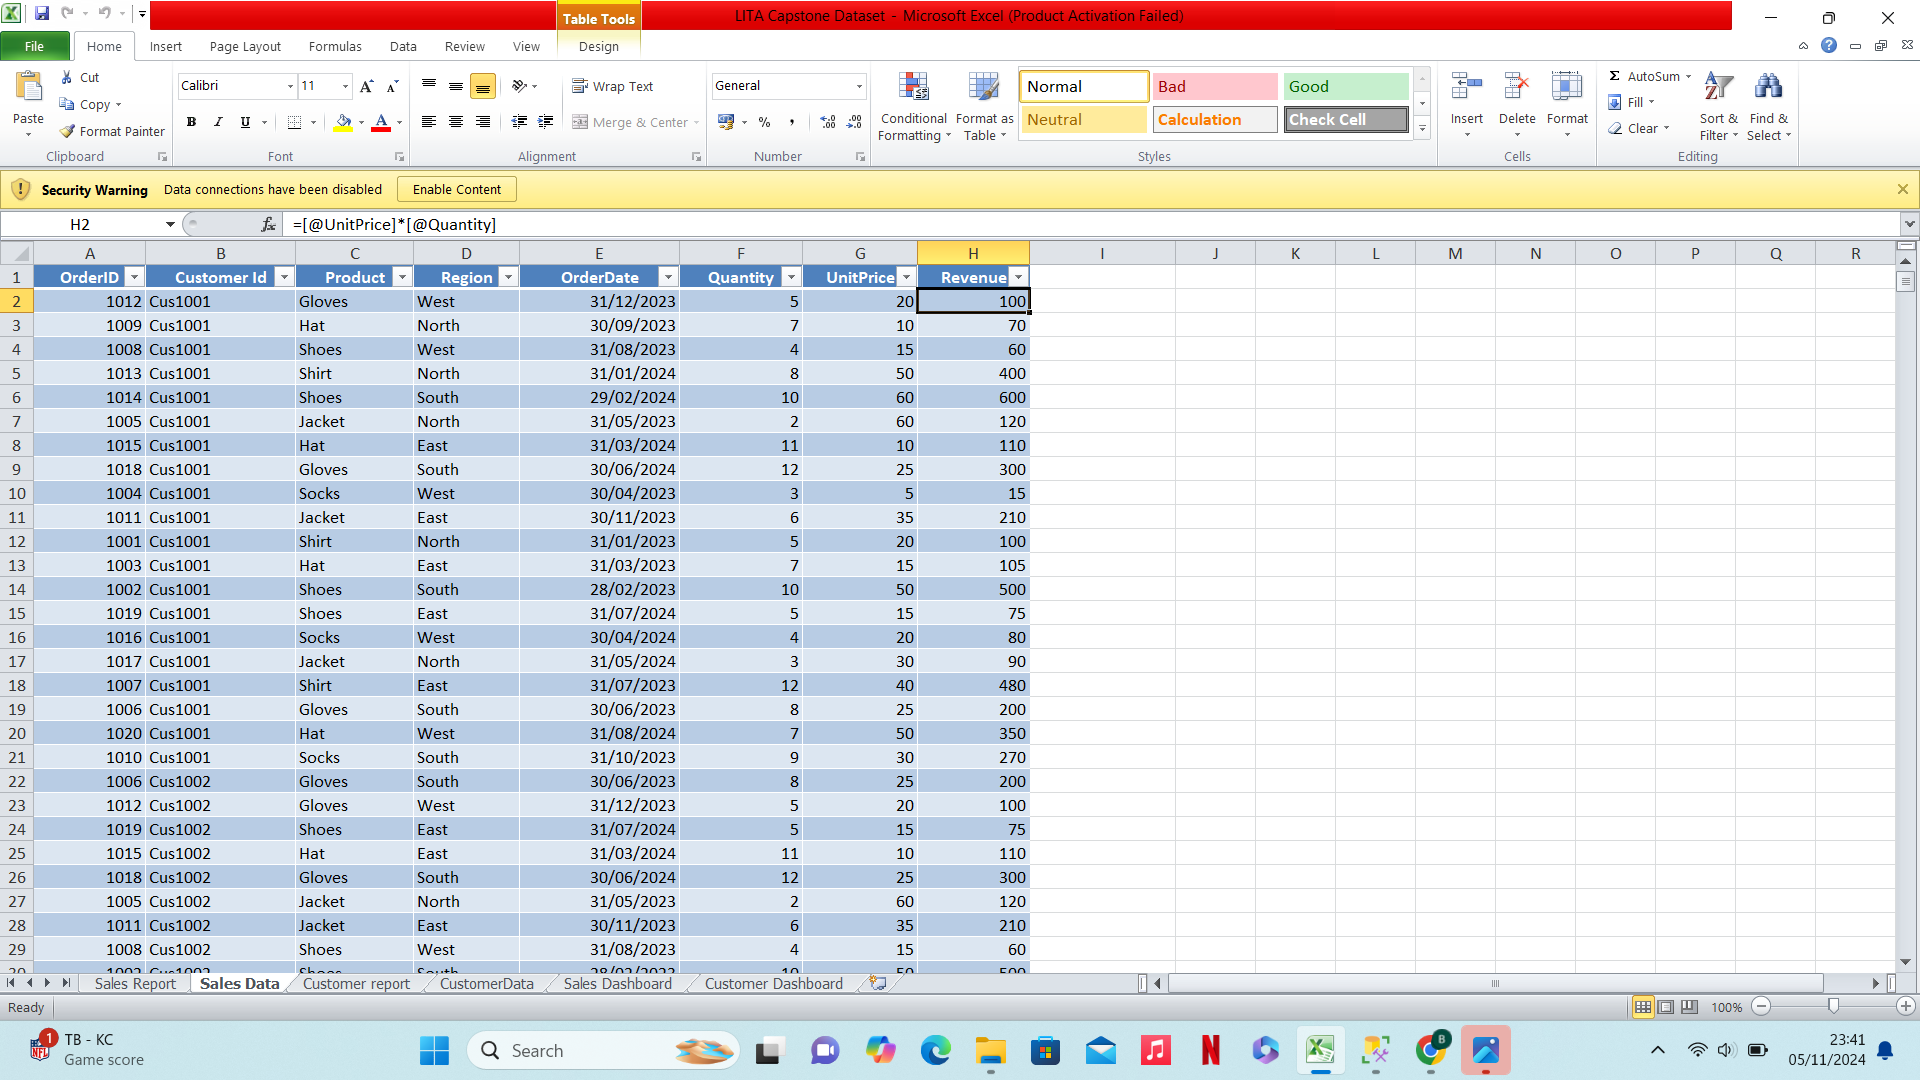 LITA Capstone Dataset - Microsoft Excel (Product Activation Failed)
Table Tools
File Home Insert Page Layout Formulas Data Review View Design
Paste Cut Copy Format Painter
Calibri 11
Wrap Text
Merge & Center
General
Conditional Formatting Format as Table
Normal Bad Good
Neutral Calculation Check Cell
Insert Delete Format
Σ AutoSum Fill Clear
Sort & Filter Find & Select
Clipboard Font Alignment Number Styles Cells Editing
Security Warning Data connections have been disabled Enable Content
H2 fx =[@UnitPrice]*[@Quantity]
A B C D E F G H I J K L M N O P Q R
1 OrderID Customer Id Product Region OrderDate Quantity UnitPrice Revenue
2 1012 Cus1001 Gloves West 31/12/2023 5 20 100
3 1009 Cus1001 Hat North 30/09/2023 7 10 70
4 1008 Cus1001 Shoes West 31/08/2023 4 15 60
5 1013 Cus1001 Shirt North 31/01/2024 8 50 400
6 1014 Cus1001 Shoes South 29/02/2024 10 60 600
7 1005 Cus1001 Jacket North 31/05/2023 2 60 120
8 1015 Cus1001 Hat East 31/03/2024 11 10 110
9 1018 Cus1001 Gloves South 30/06/2024 12 25 300
10 1004 Cus1001 Socks West 30/04/2023 3 5 15
11 1011 Cus1001 Jacket East 30/11/2023 6 35 210
12 1001 Cus1001 Shirt North 31/01/2023 5 20 100
13 1003 Cus1001 Hat East 31/03/2023 7 15 105
14 1002 Cus1001 Shoes South 28/02/2023 10 50 500
15 1019 Cus1001 Shoes East 31/07/2024 5 15 75
16 1016 Cus1001 Socks West 30/04/2024 4 20 80
17 1017 Cus1001 Jacket North 31/05/2024 3 30 90
18 1007 Cus1001 Shirt East 31/07/2023 12 40 480
19 1006 Cus1001 Gloves South 30/06/2023 8 25 200
20 1020 Cus1001 Hat West 31/08/2024 7 50 350
21 1010 Cus1001 Socks South 31/10/2023 9 30 270
22 1006 Cus1002 Gloves South 30/06/2023 8 25 200
23 1012 Cus1002 Gloves West 31/12/2023 5 20 100
24 1019 Cus1002 Shoes East 31/07/2024 5 15 75
25 1015 Cus1002 Hat East 31/03/2024 11 10 110
26 1018 Cus1002 Gloves South 30/06/2024 12 25 300
27 1005 Cus1002 Jacket North 31/05/2023 2 60 120
28 1011 Cus1002 Jacket East 30/11/2023 6 35 210
29 1008 Cus1002 Shoes West 31/08/2023 4 15 60
30 1002 Cus1002 Shoes South 28/02/2023 10 50 500
Sales Report Sales Data Customer report CustomerData Sales Dashboard Customer Dashboard
Ready 100%
1 TB - KC
Game score
Search
23:41
05/11/2024